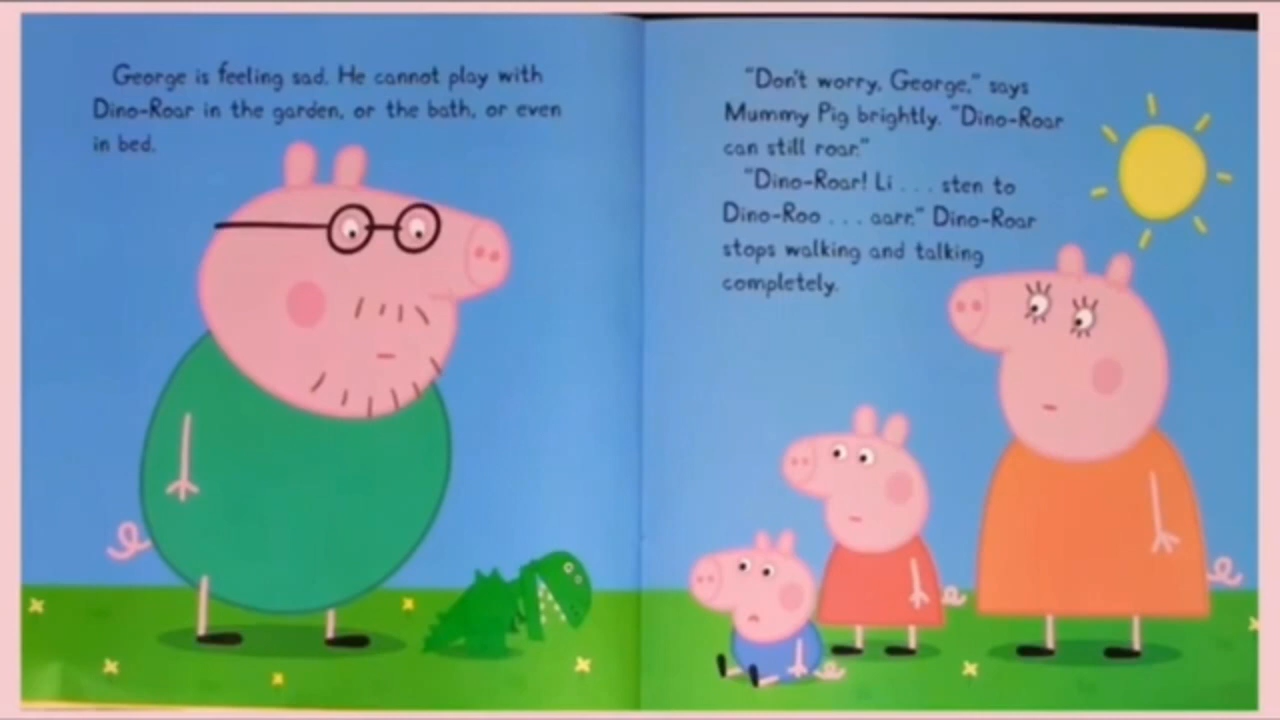 George is feeling sad. He cannot play with
Dino-Roar in the garden, or the bath, or even
in bed.
"Don't worry, George," says
Mummy Pig brightly. "Dino-Roar
can still roar."
"Dino-Roar! Li . . . sten to
Dino-Roo . . . aarr." Dino-Roar
stops walking and talking
completely.